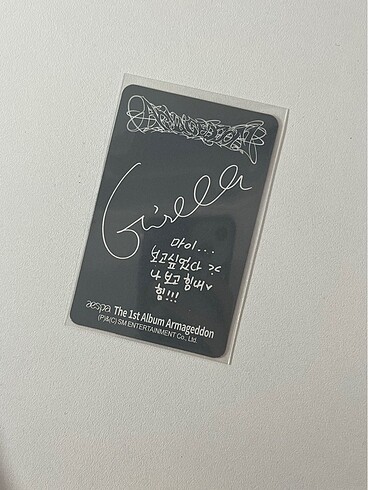 ARMAGEDDON
Giselle
마이...
보고싶었다 ><
나 보고 힘내♥
힘!!!
aespa The 1st Album Armageddon
(P)&(C) SM ENTERTAINMENT Co., Ltd.